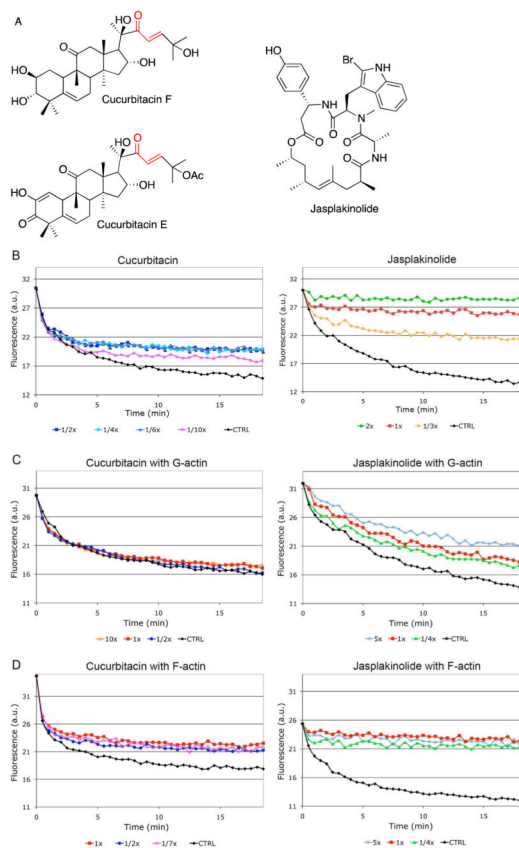 A
OH
O
OH
O
OH
HO
HO
Cucurbitacin F
OH
O
OAc
O
OH
HO
O
Cucurbitacin E
HO
Br
NH
NH
O
N
O
O
O
O
NH
Jasplakinolide
B
Cucurbitacin
Fluorescence (a.u.)
32
27
22
17
12
0
5
10
15
Time (min)
1/2x
1/4x
1/6x
1/10x
CTRL
Jasplakinolide
Fluorescence (a.u.)
32
27
22
17
12
0
5
10
15
Time (min)
2x
1x
1/3x
CTRL
C
Cucurbitacin with G-actin
Fluorescence (a.u.)
31
26
21
16
11
0
5
10
15
Time (min)
10x
1x
1/2x
CTRL
Jasplakinolide with G-actin
Fluorescence (a.u.)
31
26
21
16
11
0
5
10
15
Time (min)
5x
1x
1/4x
CTRL
D
Cucurbitacin with F-actin
Fluorescence (a.u.)
31
26
21
16
11
0
5
10
15
Time (min)
1x
1/2x
1/7x
CTRL
Jasplakinolide with F-actin
Fluorescence (a.u.)
31
26
21
16
11
0
5
10
15
Time (min)
5x
1x
1/4x
CTRL